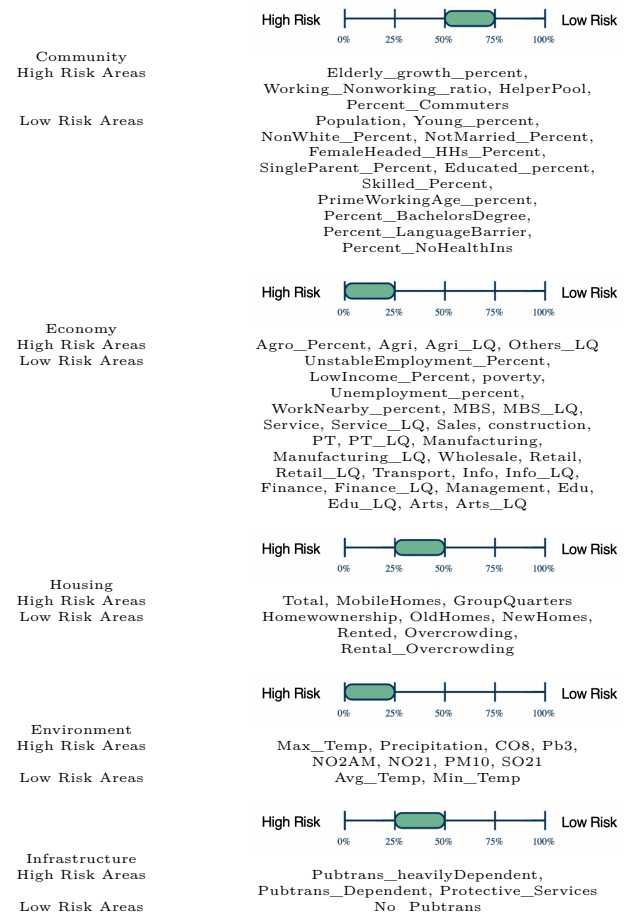 High Risk Low Risk
0% 25% 50% 75% 100%
Community
High Risk Areas Elderly_growth_percent,
Working_Nonworking_ratio, HelperPool,
Percent_Commuters
Low Risk Areas Population, Young_percent,
NonWhite_Percent, NotMarried_Percent,
FemaleHeaded_HHs_Percent,
SingleParent_Percent, Educated_percent,
Skilled_Percent,
PrimeWorkingAge_percent,
Percent_BachelorsDegree,
Percent_LanguageBarrier,
Percent_NoHealthIns
High Risk Low Risk
0% 25% 50% 75% 100%
Economy
High Risk Areas Agro_Percent, Agri, Agri_LQ, Others_LQ
Low Risk Areas UnstableEmployment_Percent,
LowIncome_Percent, poverty,
Unemployment_percent,
WorkNearby_percent, MBS, MBS_LQ,
Service, Service_LQ, Sales, construction,
PT, PT_LQ, Manufacturing,
Manufacturing_LQ, Wholesale, Retail,
Retail_LQ, Transport, Info, Info_LQ,
Finance, Finance_LQ, Management, Edu,
Edu_LQ, Arts, Arts_LQ
High Risk Low Risk
0% 25% 50% 75% 100%
Housing
High Risk Areas Total, MobileHomes, GroupQuarters
Low Risk Areas Homewownership, OldHomes, NewHomes,
Rented, Overcrowding,
Rental_Overcrowding
High Risk Low Risk
0% 25% 50% 75% 100%
Environment
High Risk Areas Max_Temp, Precipitation, CO8, Pb3,
NO2AM, NO21, PM10, SO21
Low Risk Areas Avg_Temp, Min_Temp
High Risk Low Risk
0% 25% 50% 75% 100%
Infrastructure
High Risk Areas Pubtrans_heavilyDependent,
Pubtrans_Dependent, Protective_Services
Low Risk Areas No Pubtrans